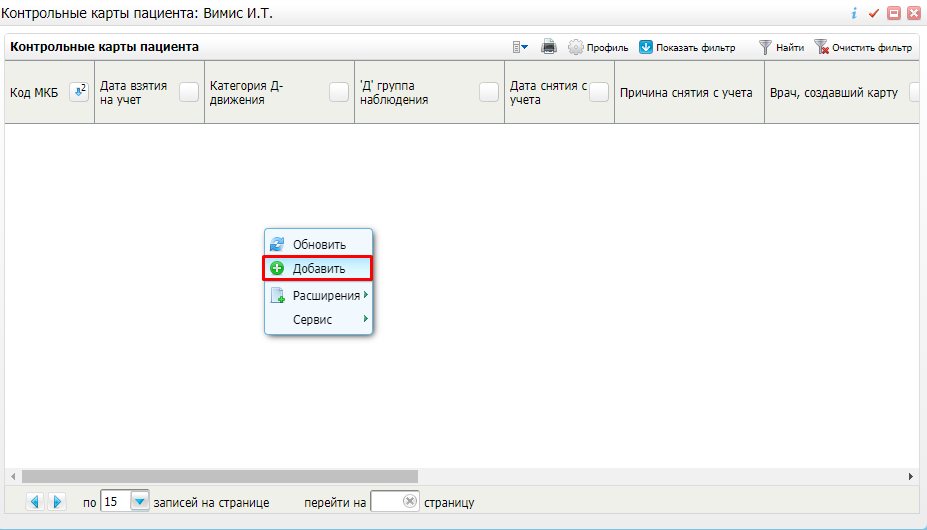 Контрольные карты пациента: Вимис И.Т.
Контрольные карты пациента
Профиль
Показать фильтр
Найти
Очистить фильтр
Код МКБ
2
Дата взятия
на учет
Категория Д-
движения
'Д' группа
наблюдения
Дата снятия с
учета
Причина снятия с учета
Врач, создавший карту
Обновить
Добавить
Расширения
Сервис
по 15 записей на странице перейти на страницу